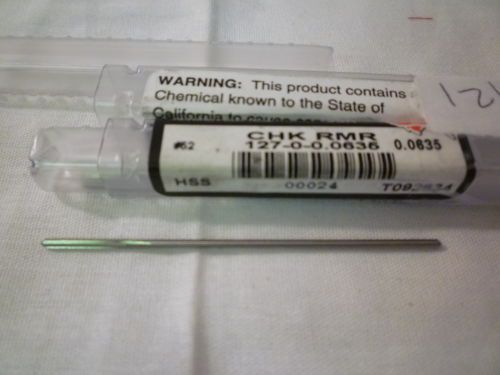 WARNING: This product contains a
Chemical known to the State of
California to cause
121
CHK RMR
#52 127-0-0.0635 0.0635
HSS 00024